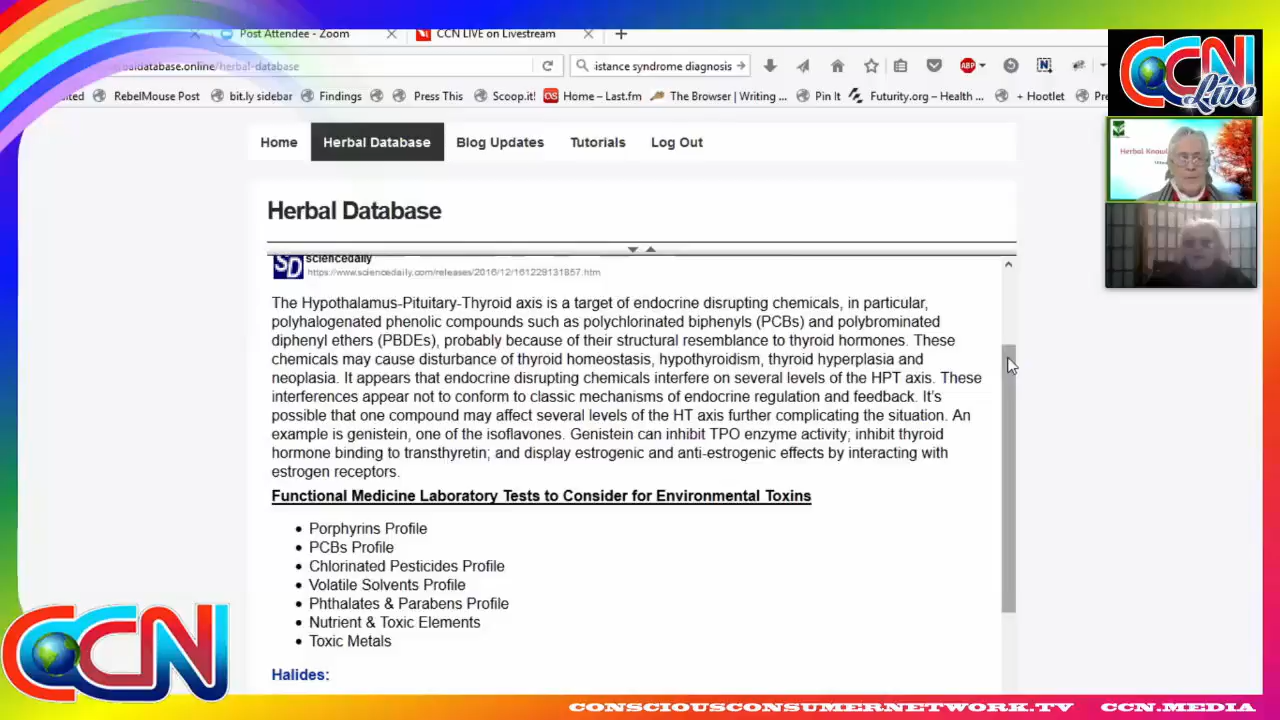 Post Attendee - Zoom
CCN LIVE on Livestream
database.online/herbal-database
istance syndrome diagnosis
ABP
N
RebelMouse Post
bit.ly sidebar
Findings
Press This
Scoop.it!
Home – Last.fm
The Browser | Writing ...
Pin It
Futurity.org – Health ...
+ Hootlet
CCN
Live
Home
Herbal Database
Blog Updates
Tutorials
Log Out
Herbal Database
SD
sciencedaily
https://www.sciencedaily.com/releases/2016/12/161229131857.htm
The Hypothalamus-Pituitary-Thyroid axis is a target of endocrine disrupting chemicals, in particular,
polyhalogenated phenolic compounds such as polychlorinated biphenyls (PCBs) and polybrominated
diphenyl ethers (PBDEs), probably because of their structural resemblance to thyroid hormones. These
chemicals may cause disturbance of thyroid homeostasis, hypothyroidism, thyroid hyperplasia and
neoplasia. It appears that endocrine disrupting chemicals interfere on several levels of the HPT axis. These
interferences appear not to conform to classic mechanisms of endocrine regulation and feedback. It's
possible that one compound may affect several levels of the HT axis further complicating the situation. An
example is genistein, one of the isoflavones. Genistein can inhibit TPO enzyme activity; inhibit thyroid
hormone binding to transthyretin; and display estrogenic and anti-estrogenic effects by interacting with
estrogen receptors.
Functional Medicine Laboratory Tests to Consider for Environmental Toxins
Porphyrins Profile
PCBs Profile
Chlorinated Pesticides Profile
Volatile Solvents Profile
Phthalates & Parabens Profile
Nutrient & Toxic Elements
Toxic Metals
Halides:
CCN
CONSCIOUSCONSUMERNETWORK.TV
CCN.MEDIA